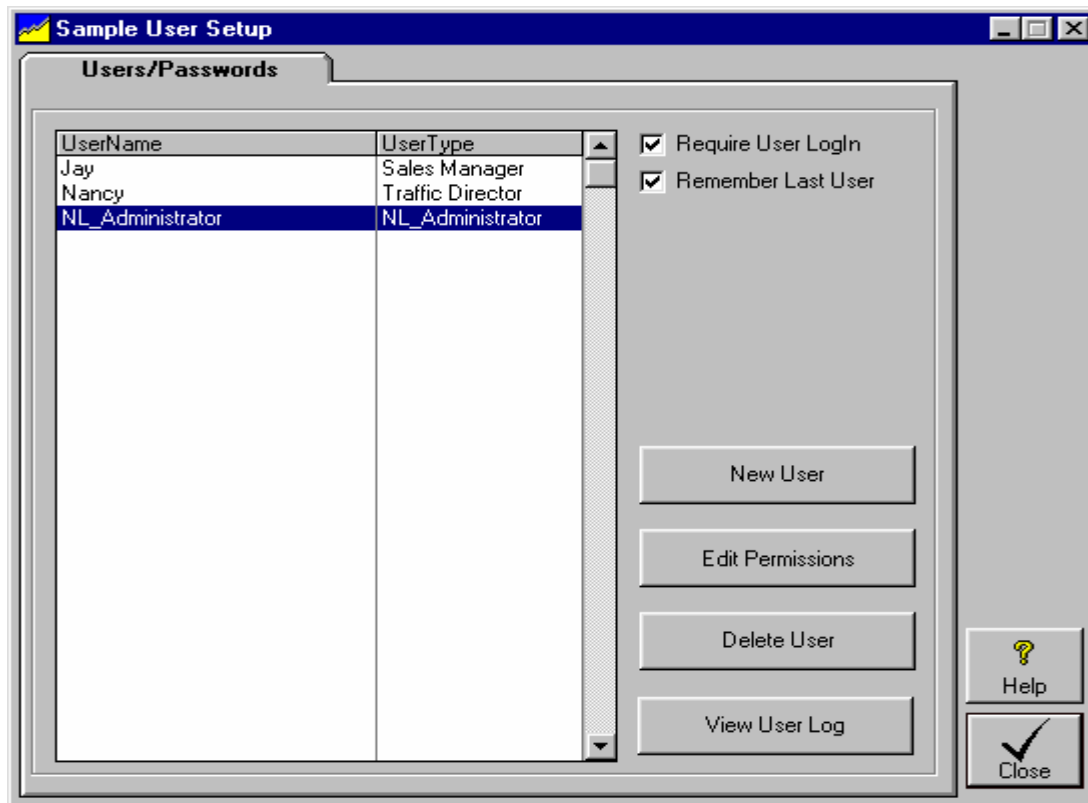 Sample User Setup
Users/Passwords
UserName UserType
Jay Sales Manager
Nancy Traffic Director
NL_Administrator NL_Administrator
Require User LogIn
Remember Last User
New User
Edit Permissions
Delete User
View User Log
Help
Close